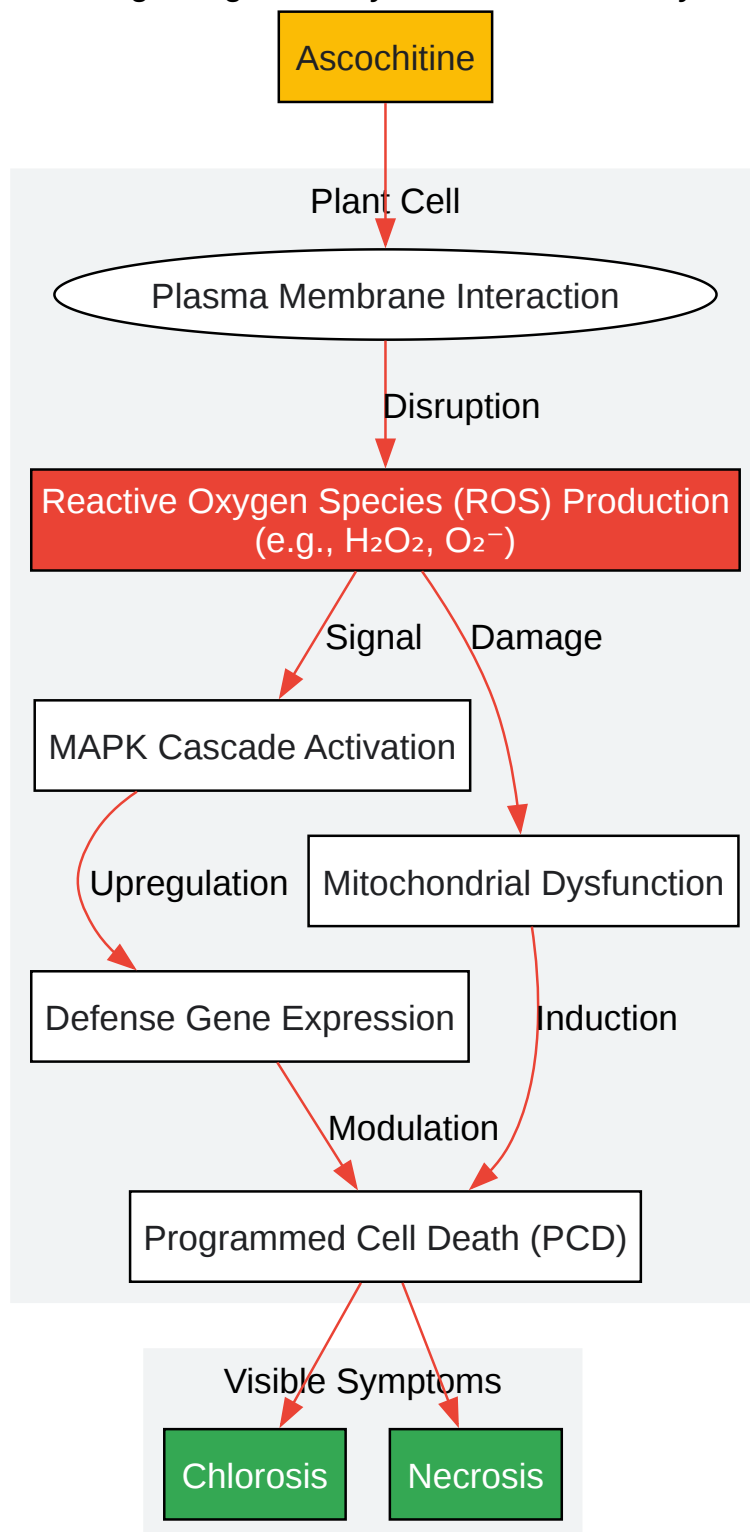 Ascochitine
Plant Cell
Plasma Membrane Interaction
Disruption
Reactive Oxygen Species (ROS) Production
(e.g., H₂O₂, O₂⁻)
Signal
Damage
MAPK Cascade Activation
Upregulation
Mitochondrial Dysfunction
Defense Gene Expression
Induction
Modulation
Programmed Cell Death (PCD)
Visible Symptoms
Chlorosis
Necrosis